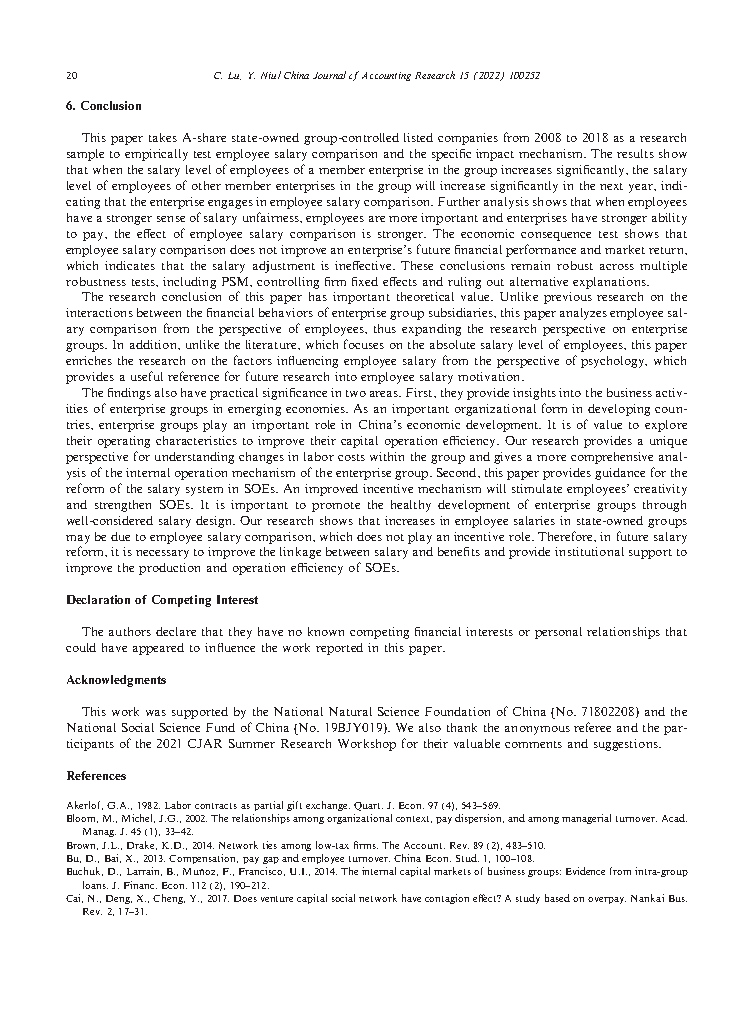 20
C. Lu, Y. Niu / China Journal of Accounting Research 15 (2022) 100252
6. Conclusion
This paper takes A-share state-owned group-controlled listed companies from 2008 to 2018 as a research
sample to empirically test employee salary comparison and the specific impact mechanism. The results show
that when the salary level of employees of a member enterprise in the group increases significantly, the salary
level of employees of other member enterprises in the group will increase significantly in the next year, indi-
cating that the enterprise engages in employee salary comparison. Further analysis shows that when employees
have a stronger sense of salary unfairness, employees are more important and enterprises have stronger ability
to pay, the effect of employee salary comparison is stronger. The economic consequence test shows that
employee salary comparison does not improve an enterprise's future financial performance and market return,
which indicates that the salary adjustment is ineffective. These conclusions remain robust across multiple
robustness tests, including PSM, controlling firm fixed effects and ruling out alternative explanations.
The research conclusion of this paper has important theoretical value. Unlike previous research on the
interactions between the financial behaviors of enterprise group subsidiaries, this paper analyzes employee sal-
ary comparison from the perspective of employees, thus expanding the research perspective on enterprise
groups. In addition, unlike the literature, which focuses on the absolute salary level of employees, this paper
enriches the research on the factors influencing employee salary from the perspective of psychology, which
provides a useful reference for future research into employee salary motivation.
The findings also have practical significance in two areas. First, they provide insights into the business activ-
ities of enterprise groups in emerging economies. As an important organizational form in developing coun-
tries, enterprise groups play an important role in China's economic development. It is of value to explore
their operating characteristics to improve their capital operation efficiency. Our research provides a unique
perspective for understanding changes in labor costs within the group and gives a more comprehensive anal-
ysis of the internal operation mechanism of the enterprise group. Second, this paper provides guidance for the
reform of the salary system in SOEs. An improved incentive mechanism will stimulate employees' creativity
and strengthen SOEs. It is important to promote the healthy development of enterprise groups through
well-considered salary design. Our research shows that increases in employee salaries in state-owned groups
may be due to employee salary comparison, which does not play an incentive role. Therefore, in future salary
reform, it is necessary to improve the linkage between salary and benefits and provide institutional support to
improve the production and operation efficiency of SOEs.
Declaration of Competing Interest
The authors declare that they have no known competing financial interests or personal relationships that
could have appeared to influence the work reported in this paper.
Acknowledgments
This work was supported by the National Natural Science Foundation of China (No. 71802208) and the
National Social Science Fund of China (No. 19BJY019). We also thank the anonymous referee and the par-
ticipants of the 2021 CJAR Summer Research Workshop for their valuable comments and suggestions.
References
Akerlof, G.A., 1982. Labor contracts as partial gift exchange. Quart. J. Econ. 97 (4), 543–569.
Bloom, M., Michel, J.G., 2002. The relationships among organizational context, pay dispersion, and among managerial turnover. Acad.
Manag. J. 45 (1), 33–42.
Brown, J.L., Drake, K.D., 2014. Network ties among low-tax firms. The Account. Rev. 89 (2), 483–510.
Bu, D., Bai, X., 2013. Compensation, pay gap and employee turnover. China Econ. Stud. 1, 100–108.
Buchuk, D., Larrain, B., Muñoz, F., Francisco, U.I., 2014. The internal capital markets of business groups: Evidence from intra-group
loans. J. Financ. Econ. 112 (2), 190–212.
Cai, N., Deng, X., Cheng, Y., 2017. Does venture capital social network have contagion effect? A study based on overpay. Nankai Bus.
Rev. 2, 17–31.